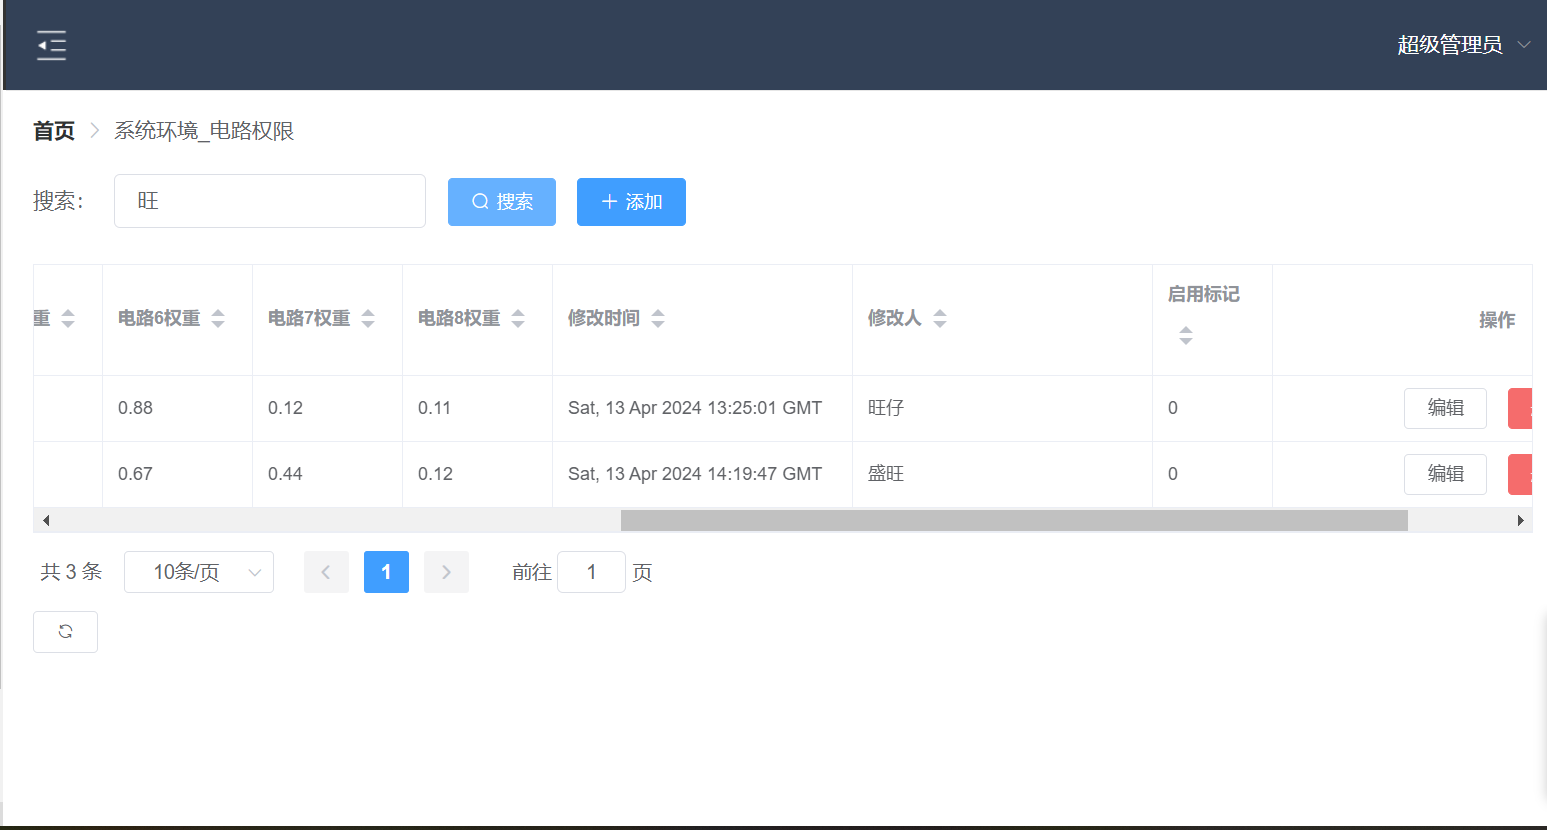 超级管理员
首页 系统环境_电路权限
搜索： 旺 搜索 添加
重 电路6权重 电路7权重 电路8权重 修改时间 修改人 启用标记 操作
0.88 0.12 0.11 Sat, 13 Apr 2024 13:25:01 GMT 旺仔 0 编辑
0.67 0.44 0.12 Sat, 13 Apr 2024 14:19:47 GMT 盛旺 0 编辑
共 3 条 10条/页 1 前往 1 页